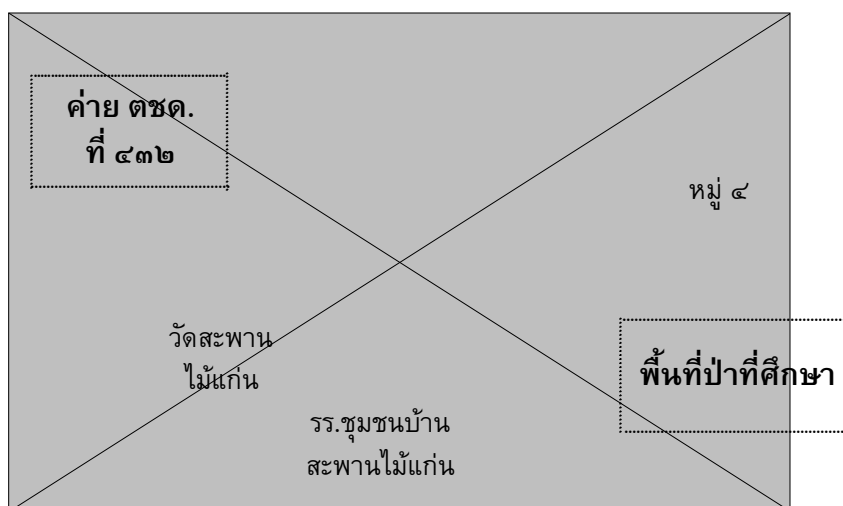 ค่าย ตชด.
ที่ ๔๓๒
หมู่ ๔
วัดสะพาน
ไม้แก่น
พื้นที่ป่าที่ศึกษา
รร.ชุมชนบ้าน
สะพานไม้แก่น